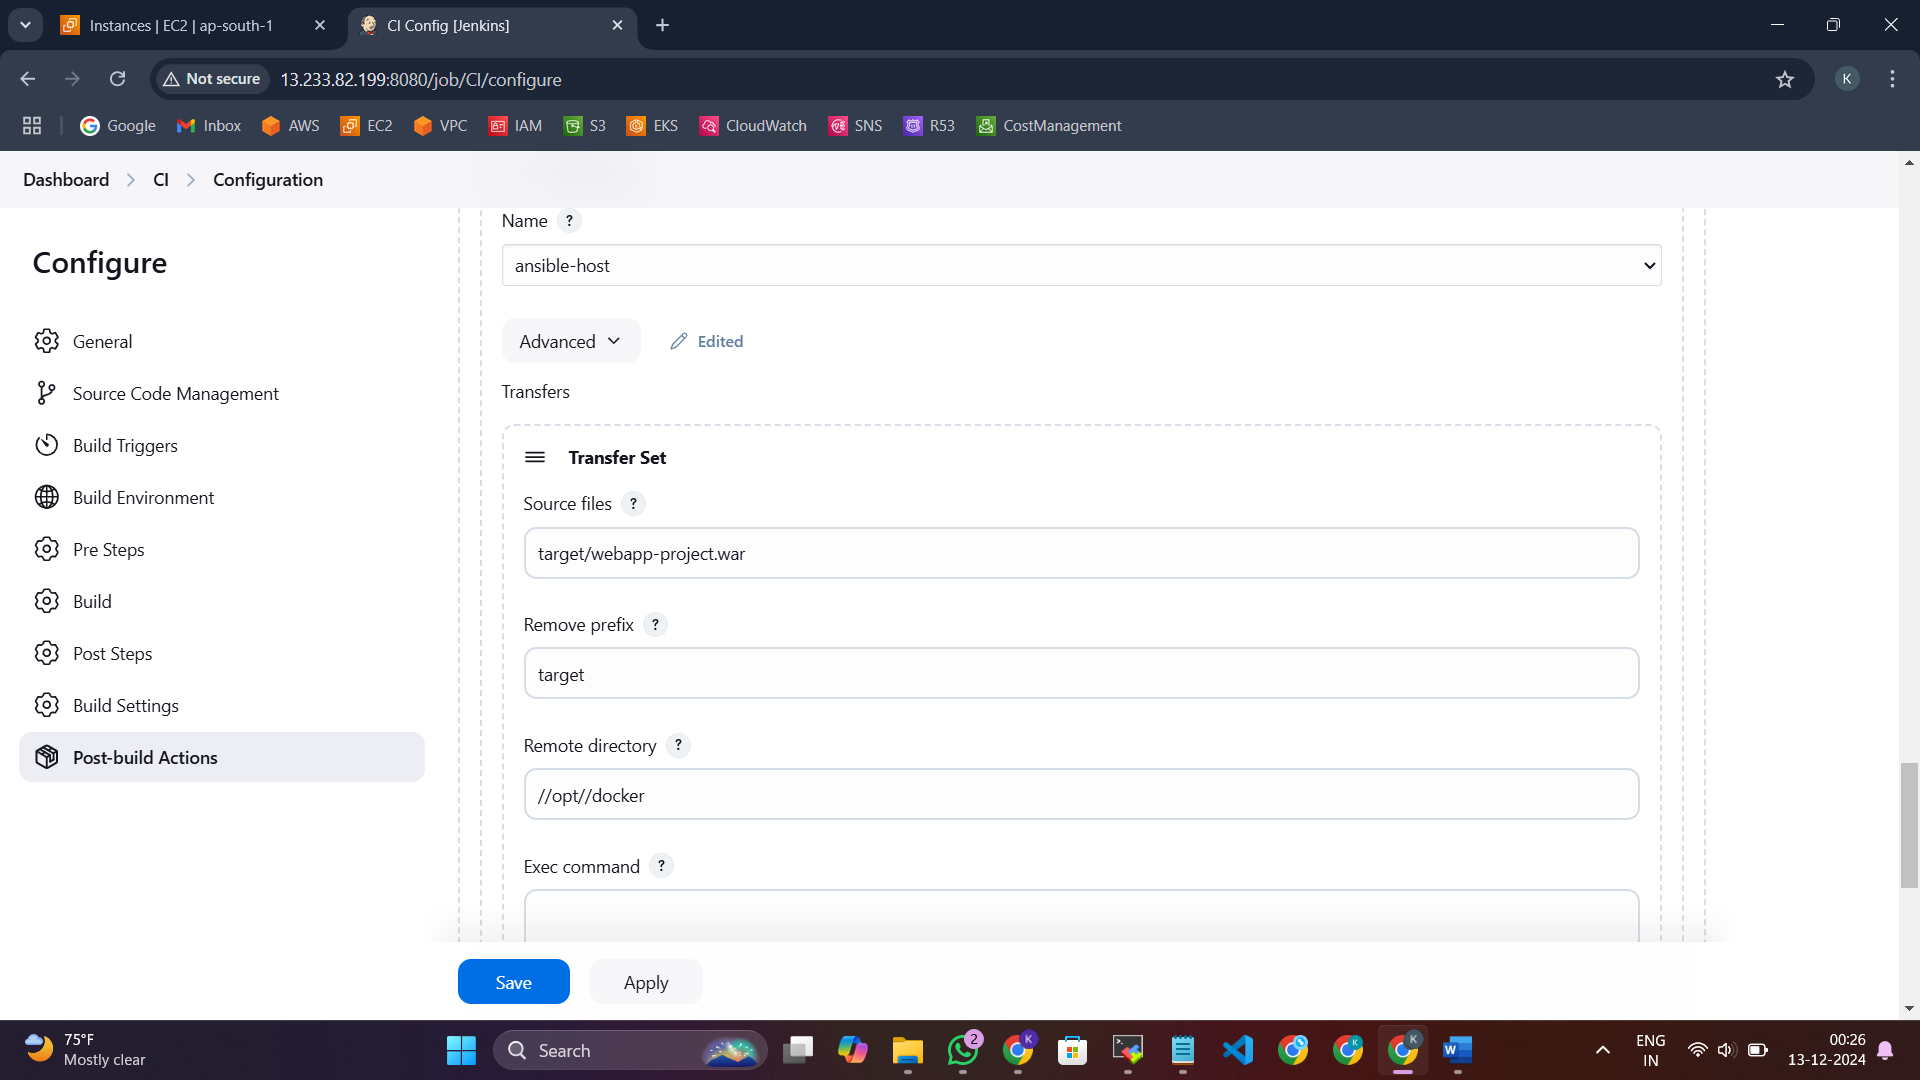 Instances | EC2 | ap-south-1
CI Config [Jenkins]
Not secure
13.233.82.199:8080/job/CI/configure
K
Google
Inbox
AWS
EC2
VPC
IAM
S3
EKS
CloudWatch
SNS
R53
CostManagement
Dashboard
CI
Configuration
Configure
General
Source Code Management
Build Triggers
Build Environment
Pre Steps
Build
Post Steps
Build Settings
Post-build Actions
Name ?
ansible-host
Advanced
Edited
Transfers
Transfer Set
Source files ?
target/webapp-project.war
Remove prefix ?
target
Remote directory ?
//opt//docker
Exec command ?
Save
Apply
75°F
Mostly clear
Search
2
K
K
K
W
ENG
IN
00:26
13-12-2024